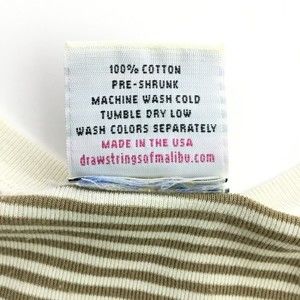 100% COTTON
PRE-SHRUNK
MACHINE WASH COLD
TUMBLE DRY LOW
WASH COLORS SEPARATELY
MADE IN THE USA
drawstringsofmalibu.com